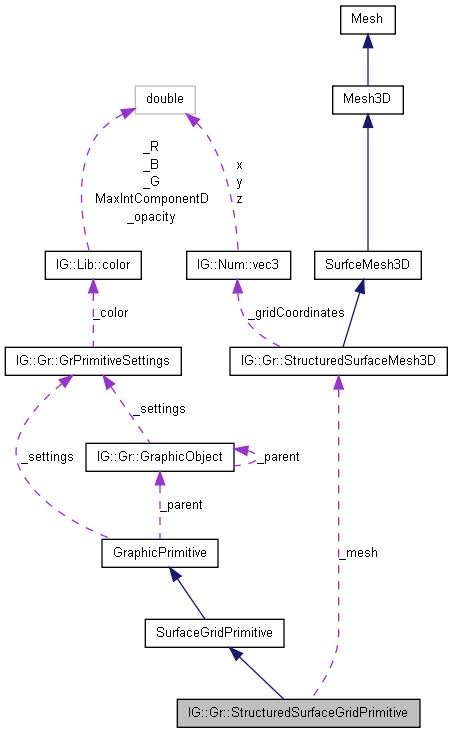 Mesh
double
Mesh3D
_R
_B
_G
MaxIntComponentD
_opacity
x
y
z
IG::Lib::color
IG::Num::vec3
SurfceMesh3D
_color
_gridCoordinates
IG::Gr::GrPrimitiveSettings
IG::Gr::StructuredSurfaceMesh3D
_settings
_settings
IG::Gr::GraphicObject
_parent
_parent
GraphicPrimitive
_mesh
SurfaceGridPrimitive
IG::Gr::StructuredSurfaceGridPrimitive